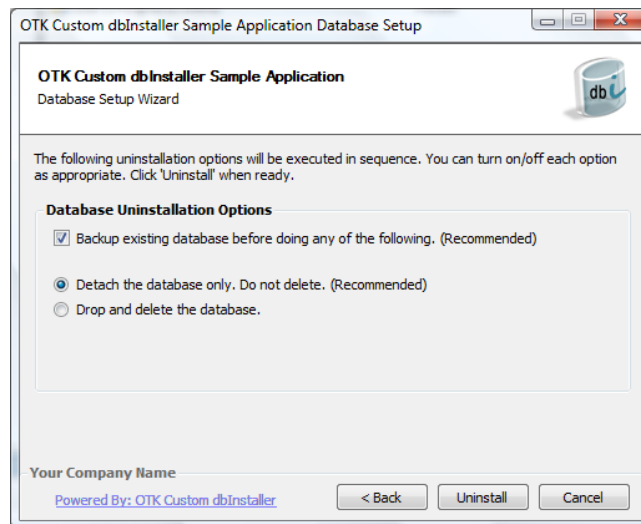 OTK Custom dbInstaller Sample Application Database Setup
OTK Custom dbInstaller Sample Application
Database Setup Wizard
db i
The following uninstallation options will be executed in sequence. You can turn on/off each option
as appropriate. Click 'Uninstall' when ready.
Database Uninstallation Options
Backup existing database before doing any of the following. (Recommended)
Detach the database only. Do not delete. (Recommended)
Drop and delete the database.
Your Company Name
Powered By: OTK Custom dbInstaller
< Back
Uninstall
Cancel